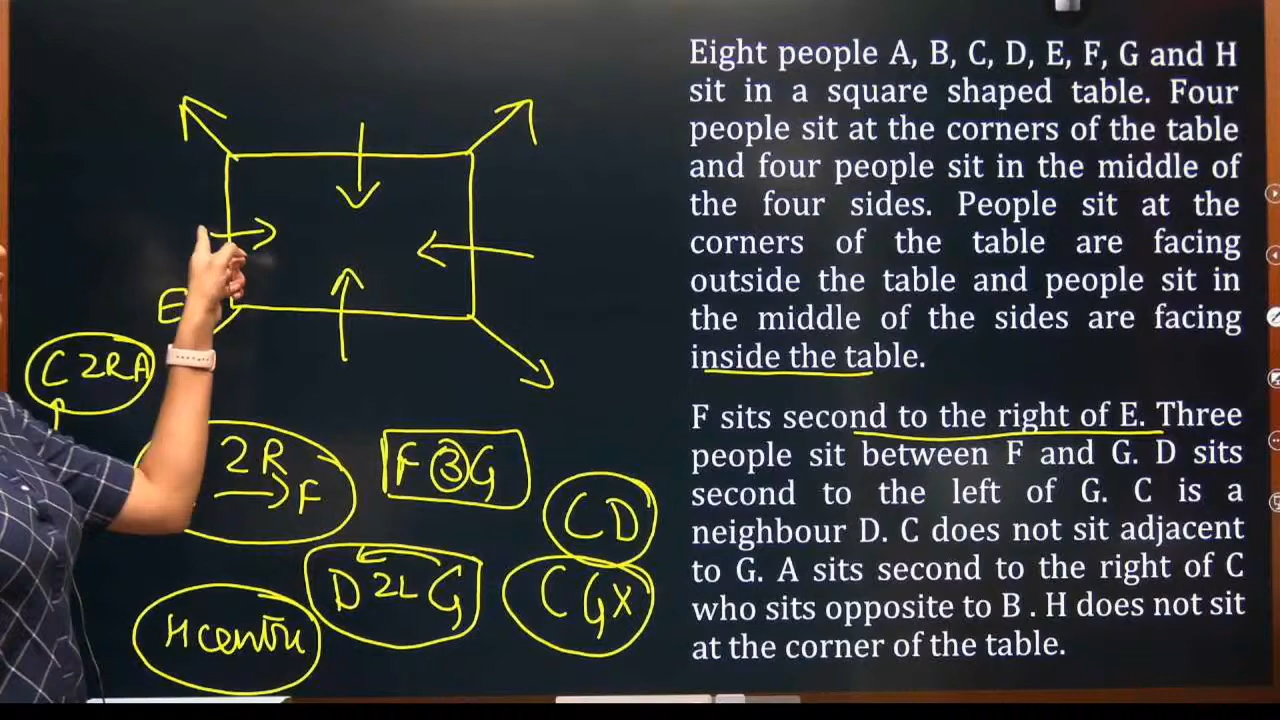 Eight people A, B, C, D, E, F, G and H
sit in a square shaped table. Four
people sit at the corners of the table
and four people sit in the middle of
the four sides. People sit at the
corners of the table are facing
outside the table and people sit in
the middle of the sides are facing
inside the table.
F sits second to the right of E. Three
people sit between F and G. D sits
second to the left of G. C is a
neighbour D. C does not sit adjacent
to G. A sits second to the right of C
who sits opposite to B . H does not sit
at the corner of the table.
E
C 2RA
2R
F
F 3 G
CD
D 2L G
C G X
H centre